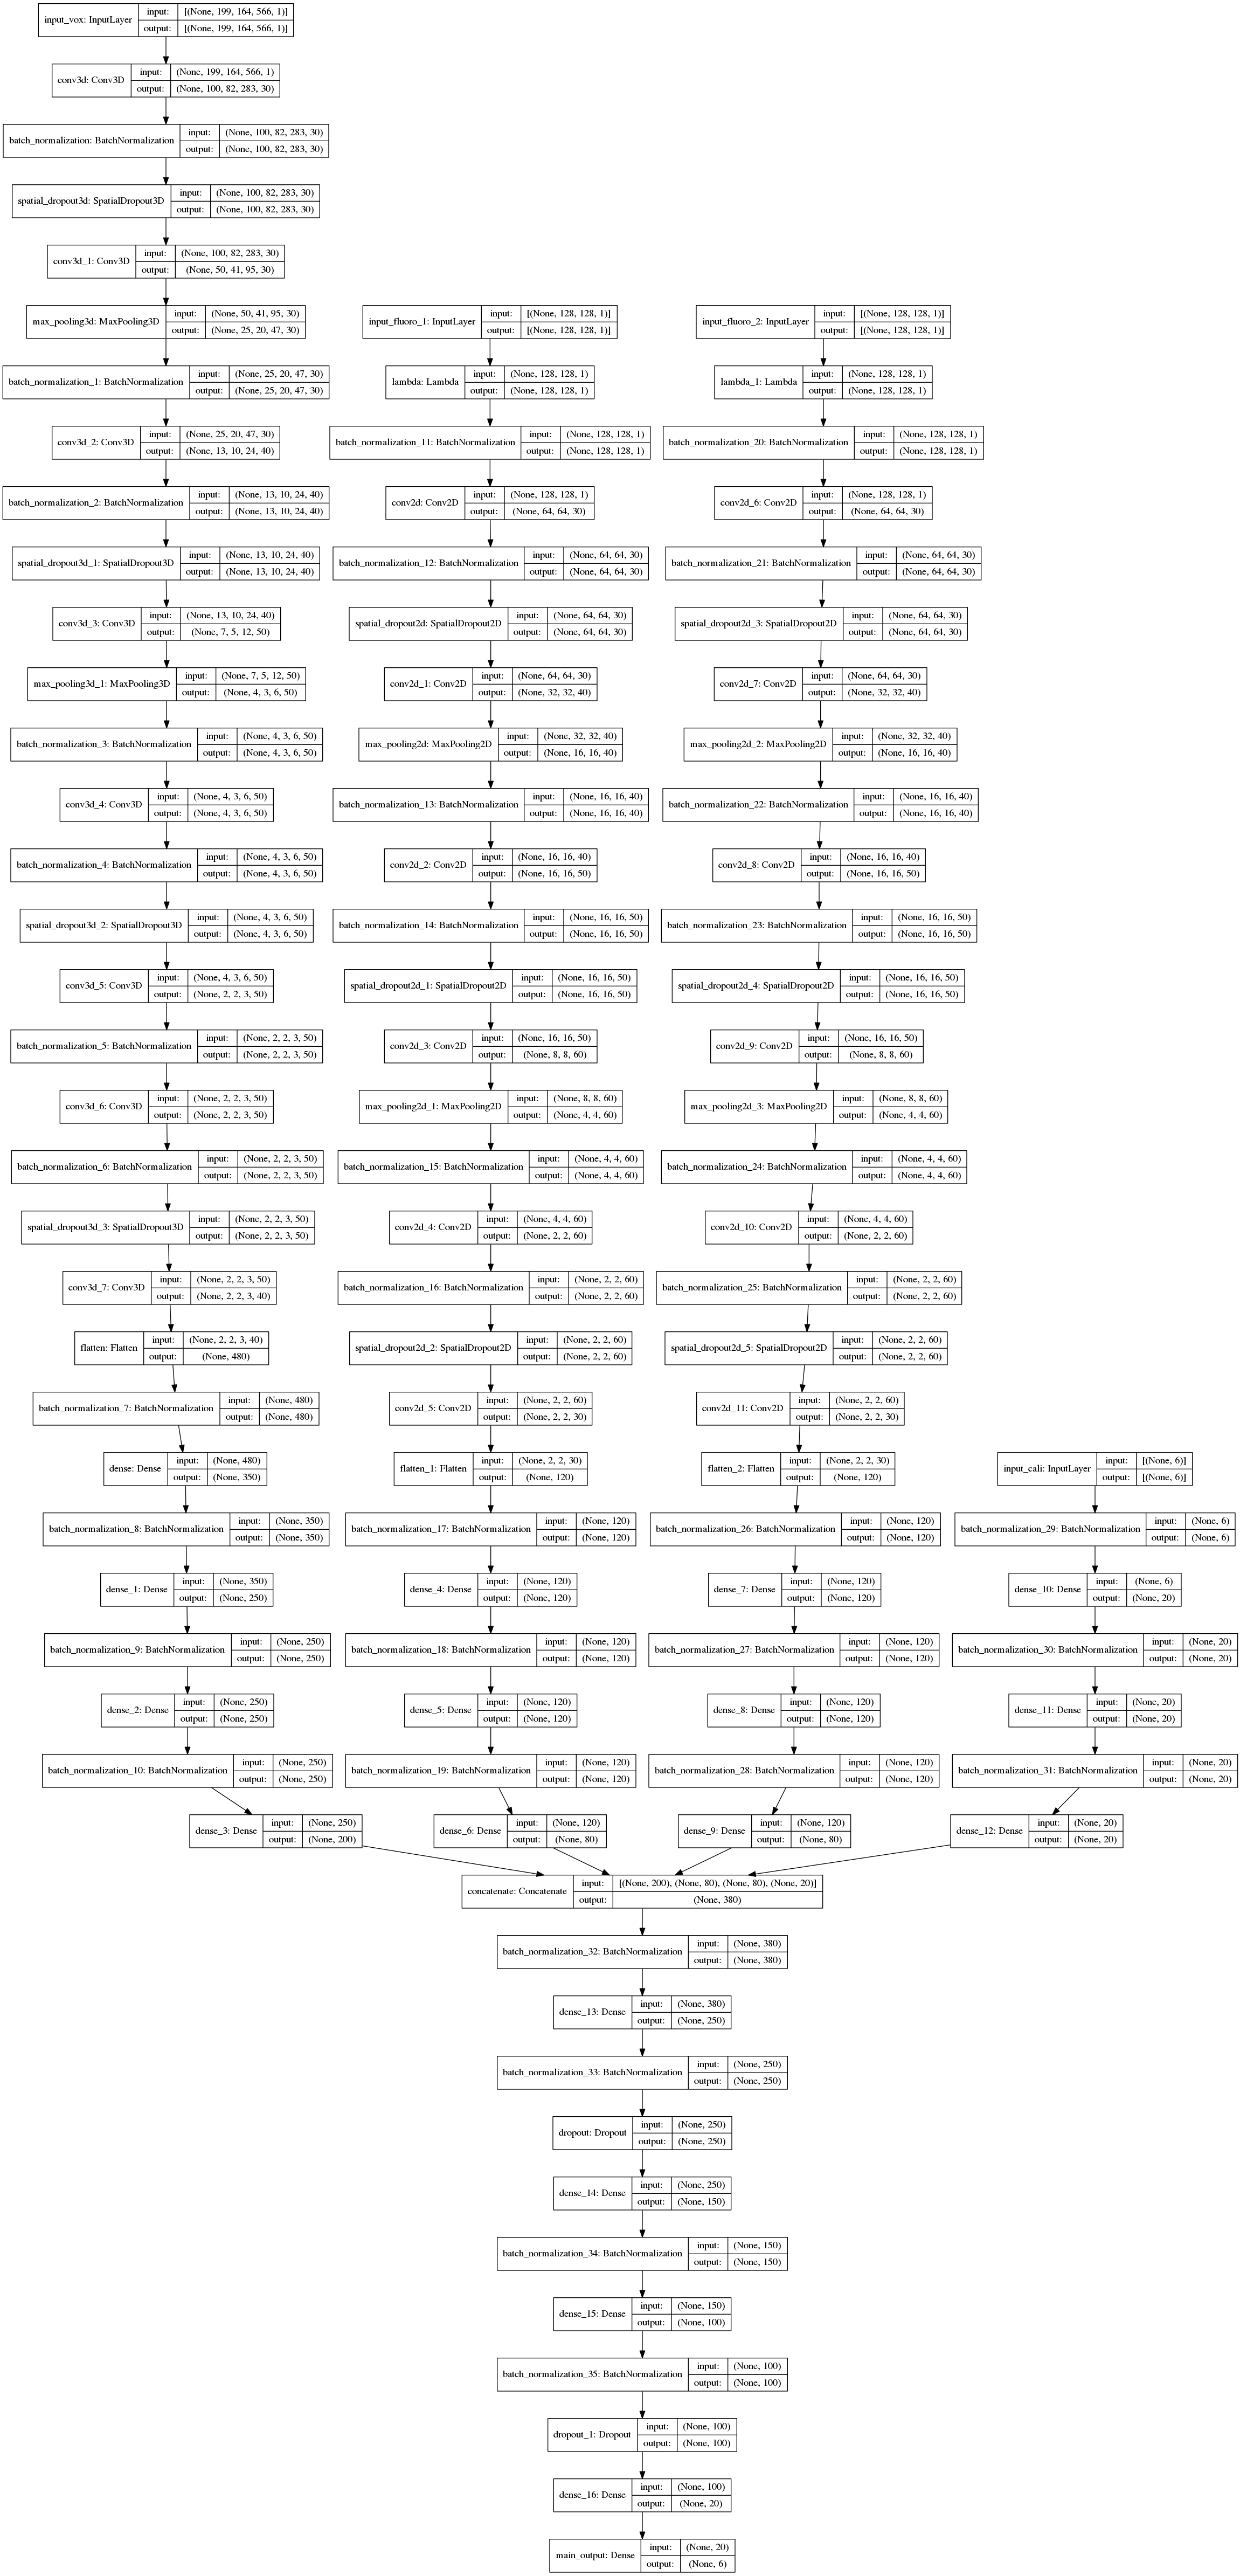 input_vox: InputLayer input: [(None, 199, 164, 566, 1)]
output: [(None, 199, 164, 566, 1)]
conv3d: Conv3D input: (None, 199, 164, 566, 1)
output: (None, 100, 82, 283, 30)
batch_normalization: BatchNormalization input: (None, 100, 82, 283, 30)
output: (None, 100, 82, 283, 30)
spatial_dropout3d: SpatialDropout3D input: (None, 100, 82, 283, 30)
output: (None, 100, 82, 283, 30)
conv3d_1: Conv3D input: (None, 100, 82, 283, 30)
output: (None, 50, 41, 95, 30)
max_pooling3d: MaxPooling3D input: (None, 50, 41, 95, 30)
output: (None, 25, 20, 47, 30)
batch_normalization_1: BatchNormalization input: (None, 25, 20, 47, 30)
output: (None, 25, 20, 47, 30)
conv3d_2: Conv3D input: (None, 25, 20, 47, 30)
output: (None, 13, 10, 24, 40)
batch_normalization_2: BatchNormalization input: (None, 13, 10, 24, 40)
output: (None, 13, 10, 24, 40)
spatial_dropout3d_1: SpatialDropout3D input: (None, 13, 10, 24, 40)
output: (None, 13, 10, 24, 40)
conv3d_3: Conv3D input: (None, 13, 10, 24, 40)
output: (None, 7, 5, 12, 50)
max_pooling3d_1: MaxPooling3D input: (None, 7, 5, 12, 50)
output: (None, 4, 3, 6, 50)
batch_normalization_3: BatchNormalization input: (None, 4, 3, 6, 50)
output: (None, 4, 3, 6, 50)
conv3d_4: Conv3D input: (None, 4, 3, 6, 50)
output: (None, 4, 3, 6, 50)
batch_normalization_4: BatchNormalization input: (None, 4, 3, 6, 50)
output: (None, 4, 3, 6, 50)
spatial_dropout3d_2: SpatialDropout3D input: (None, 4, 3, 6, 50)
output: (None, 4, 3, 6, 50)
conv3d_5: Conv3D input: (None, 4, 3, 6, 50)
output: (None, 2, 2, 3, 50)
batch_normalization_5: BatchNormalization input: (None, 2, 2, 3, 50)
output: (None, 2, 2, 3, 50)
conv3d_6: Conv3D input: (None, 2, 2, 3, 50)
output: (None, 2, 2, 3, 50)
batch_normalization_6: BatchNormalization input: (None, 2, 2, 3, 50)
output: (None, 2, 2, 3, 50)
spatial_dropout3d_3: SpatialDropout3D input: (None, 2, 2, 3, 50)
output: (None, 2, 2, 3, 50)
conv3d_7: Conv3D input: (None, 2, 2, 3, 50)
output: (None, 2, 2, 3, 40)
flatten: Flatten input: (None, 2, 2, 3, 40)
output: (None, 480)
batch_normalization_7: BatchNormalization input: (None, 480)
output: (None, 480)
dense: Dense input: (None, 480)
output: (None, 350)
batch_normalization_8: BatchNormalization input: (None, 350)
output: (None, 350)
dense_1: Dense input: (None, 350)
output: (None, 250)
batch_normalization_9: BatchNormalization input: (None, 250)
output: (None, 250)
dense_2: Dense input: (None, 250)
output: (None, 250)
batch_normalization_10: BatchNormalization input: (None, 250)
output: (None, 250)
dense_3: Dense input: (None, 250)
output: (None, 200)
input_fluoro_1: InputLayer input: [(None, 128, 128, 1)]
output: [(None, 128, 128, 1)]
lambda: Lambda input: (None, 128, 128, 1)
output: (None, 128, 128, 1)
batch_normalization_11: BatchNormalization input: (None, 128, 128, 1)
output: (None, 128, 128, 1)
conv2d: Conv2D input: (None, 128, 128, 1)
output: (None, 64, 64, 30)
batch_normalization_12: BatchNormalization input: (None, 64, 64, 30)
output: (None, 64, 64, 30)
spatial_dropout2d: SpatialDropout2D input: (None, 64, 64, 30)
output: (None, 64, 64, 30)
conv2d_1: Conv2D input: (None, 64, 64, 30)
output: (None, 32, 32, 40)
max_pooling2d: MaxPooling2D input: (None, 32, 32, 40)
output: (None, 16, 16, 40)
batch_normalization_13: BatchNormalization input: (None, 16, 16, 40)
output: (None, 16, 16, 40)
conv2d_2: Conv2D input: (None, 16, 16, 40)
output: (None, 16, 16, 50)
batch_normalization_14: BatchNormalization input: (None, 16, 16, 50)
output: (None, 16, 16, 50)
spatial_dropout2d_1: SpatialDropout2D input: (None, 16, 16, 50)
output: (None, 16, 16, 50)
conv2d_3: Conv2D input: (None, 16, 16, 50)
output: (None, 8, 8, 60)
max_pooling2d_1: MaxPooling2D input: (None, 8, 8, 60)
output: (None, 4, 4, 60)
batch_normalization_15: BatchNormalization input: (None, 4, 4, 60)
output: (None, 4, 4, 60)
conv2d_4: Conv2D input: (None, 4, 4, 60)
output: (None, 2, 2, 60)
batch_normalization_16: BatchNormalization input: (None, 2, 2, 60)
output: (None, 2, 2, 60)
spatial_dropout2d_2: SpatialDropout2D input: (None, 2, 2, 60)
output: (None, 2, 2, 60)
conv2d_5: Conv2D input: (None, 2, 2, 60)
output: (None, 2, 2, 30)
flatten_1: Flatten input: (None, 2, 2, 30)
output: (None, 120)
batch_normalization_17: BatchNormalization input: (None, 120)
output: (None, 120)
dense_4: Dense input: (None, 120)
output: (None, 120)
batch_normalization_18: BatchNormalization input: (None, 120)
output: (None, 120)
dense_5: Dense input: (None, 120)
output: (None, 120)
batch_normalization_19: BatchNormalization input: (None, 120)
output: (None, 120)
dense_6: Dense input: (None, 120)
output: (None, 80)
input_fluoro_2: InputLayer input: [(None, 128, 128, 1)]
output: [(None, 128, 128, 1)]
lambda_1: Lambda input: (None, 128, 128, 1)
output: (None, 128, 128, 1)
batch_normalization_20: BatchNormalization input: (None, 128, 128, 1)
output: (None, 128, 128, 1)
conv2d_6: Conv2D input: (None, 128, 128, 1)
output: (None, 64, 64, 30)
batch_normalization_21: BatchNormalization input: (None, 64, 64, 30)
output: (None, 64, 64, 30)
spatial_dropout2d_3: SpatialDropout2D input: (None, 64, 64, 30)
output: (None, 64, 64, 30)
conv2d_7: Conv2D input: (None, 64, 64, 30)
output: (None, 32, 32, 40)
max_pooling2d_2: MaxPooling2D input: (None, 32, 32, 40)
output: (None, 16, 16, 40)
batch_normalization_22: BatchNormalization input: (None, 16, 16, 40)
output: (None, 16, 16, 40)
conv2d_8: Conv2D input: (None, 16, 16, 40)
output: (None, 16, 16, 50)
batch_normalization_23: BatchNormalization input: (None, 16, 16, 50)
output: (None, 16, 16, 50)
spatial_dropout2d_4: SpatialDropout2D input: (None, 16, 16, 50)
output: (None, 16, 16, 50)
conv2d_9: Conv2D input: (None, 16, 16, 50)
output: (None, 8, 8, 60)
max_pooling2d_3: MaxPooling2D input: (None, 8, 8, 60)
output: (None, 4, 4, 60)
batch_normalization_24: BatchNormalization input: (None, 4, 4, 60)
output: (None, 4, 4, 60)
conv2d_10: Conv2D input: (None, 4, 4, 60)
output: (None, 2, 2, 60)
batch_normalization_25: BatchNormalization input: (None, 2, 2, 60)
output: (None, 2, 2, 60)
spatial_dropout2d_5: SpatialDropout2D input: (None, 2, 2, 60)
output: (None, 2, 2, 60)
conv2d_11: Conv2D input: (None, 2, 2, 60)
output: (None, 2, 2, 30)
flatten_2: Flatten input: (None, 2, 2, 30)
output: (None, 120)
batch_normalization_26: BatchNormalization input: (None, 120)
output: (None, 120)
dense_7: Dense input: (None, 120)
output: (None, 120)
batch_normalization_27: BatchNormalization input: (None, 120)
output: (None, 120)
dense_8: Dense input: (None, 120)
output: (None, 120)
batch_normalization_28: BatchNormalization input: (None, 120)
output: (None, 120)
dense_9: Dense input: (None, 120)
output: (None, 80)
input_cali: InputLayer input: [(None, 6)]
output: [(None, 6)]
batch_normalization_29: BatchNormalization input: (None, 6)
output: (None, 6)
dense_10: Dense input: (None, 6)
output: (None, 20)
batch_normalization_30: BatchNormalization input: (None, 20)
output: (None, 20)
dense_11: Dense input: (None, 20)
output: (None, 20)
batch_normalization_31: BatchNormalization input: (None, 20)
output: (None, 20)
dense_12: Dense input: (None, 20)
output: (None, 20)
concatenate: Concatenate input: [(None, 200), (None, 80), (None, 80), (None, 20)]
output: (None, 380)
batch_normalization_32: BatchNormalization input: (None, 380)
output: (None, 380)
dense_13: Dense input: (None, 380)
output: (None, 250)
batch_normalization_33: BatchNormalization input: (None, 250)
output: (None, 250)
dropout: Dropout input: (None, 250)
output: (None, 250)
dense_14: Dense input: (None, 250)
output: (None, 150)
batch_normalization_34: BatchNormalization input: (None, 150)
output: (None, 150)
dense_15: Dense input: (None, 150)
output: (None, 100)
batch_normalization_35: BatchNormalization input: (None, 100)
output: (None, 100)
dropout_1: Dropout input: (None, 100)
output: (None, 100)
dense_16: Dense input: (None, 100)
output: (None, 20)
main_output: Dense input: (None, 20)
output: (None, 6)